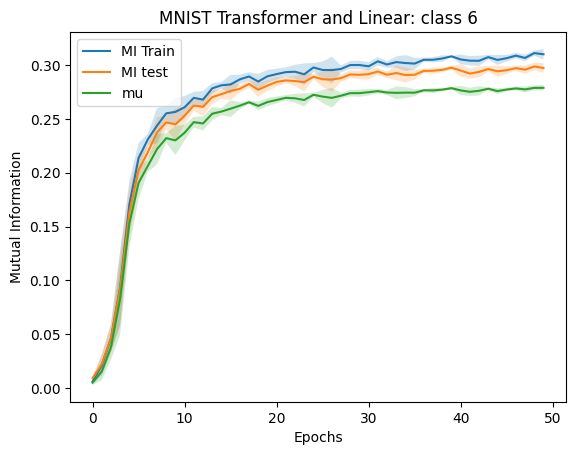 MNIST Transformer and Linear: class 6
MI Train
MI test
mu
Mutual Information
0.30
0.25
0.20
0.15
0.10
0.05
0.00
0 10 20 30 40 50
Epochs